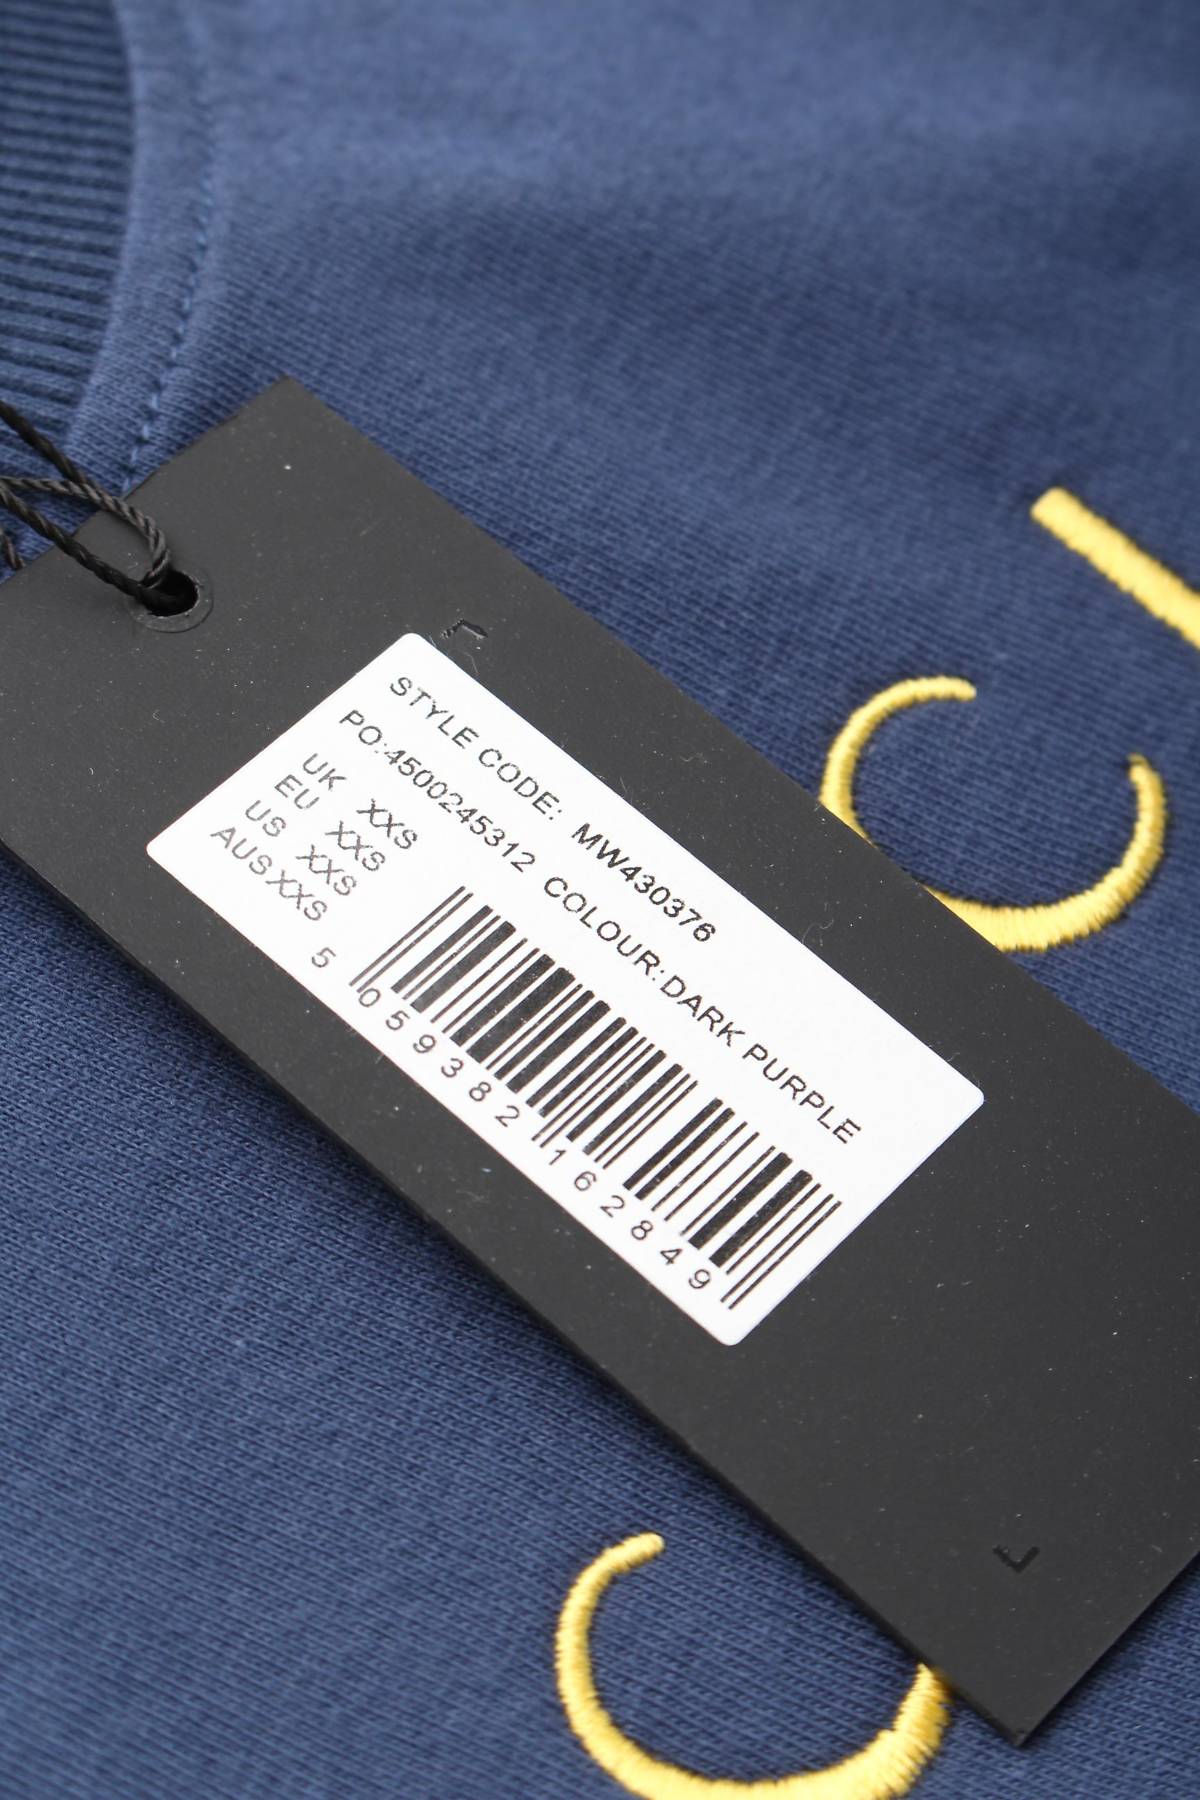 STYLE CODE: MW430376
PO:4500245312 COLOUR:DARK PURPLE
UK XXS
EU XXS
US XXS
AUS XXS
5 059382 162849